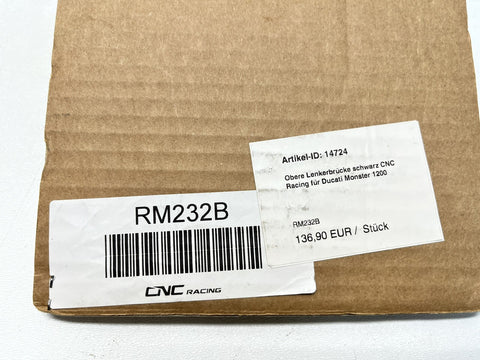 Artikel-ID: 14724
Obere Lenkerbrücke schwarz CNC
Racing für Ducati Monster 1200
RM232B
136,90 EUR / Stück
RM232B
CNC RACING